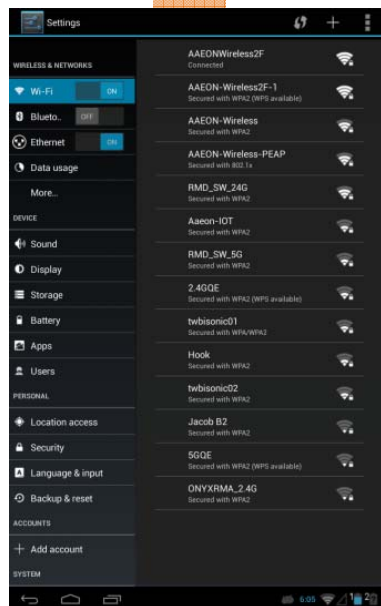 Settings
WIRELESS & NETWORKS
Wi-Fi ON
Blueto.. OFF
Ethernet ON
Data usage
More...
DEVICE
Sound
Display
Storage
Battery
Apps
Users
PERSONAL
Location access
Security
Language & input
Backup & reset
ACCOUNTS
Add account
SYSTEM
AAEONWireless2F
Connected
AAEON-Wireless2F-1
Secured with WPA2 (WPS available)
AAEON-Wireless
Secured with WPA2
AAEON-Wireless-PEAP
Secured with 802.1x
RMD_SW_24G
Secured with WPA2
Aaeon-IOT
Secured with WPA2
RMD_SW_5G
Secured with WPA2
2.4GQE
Secured with WPA2 (WPS available)
twbisonic01
Secured with WPA/WPA2
Hook
Secured with WPA2
twbisonic02
Secured with WPA2
Jacob B2
Secured with WPA2
5GQE
Secured with WPA2 (WPS available)
ONYXRMA_2.4G
Secured with WPA2
6:05